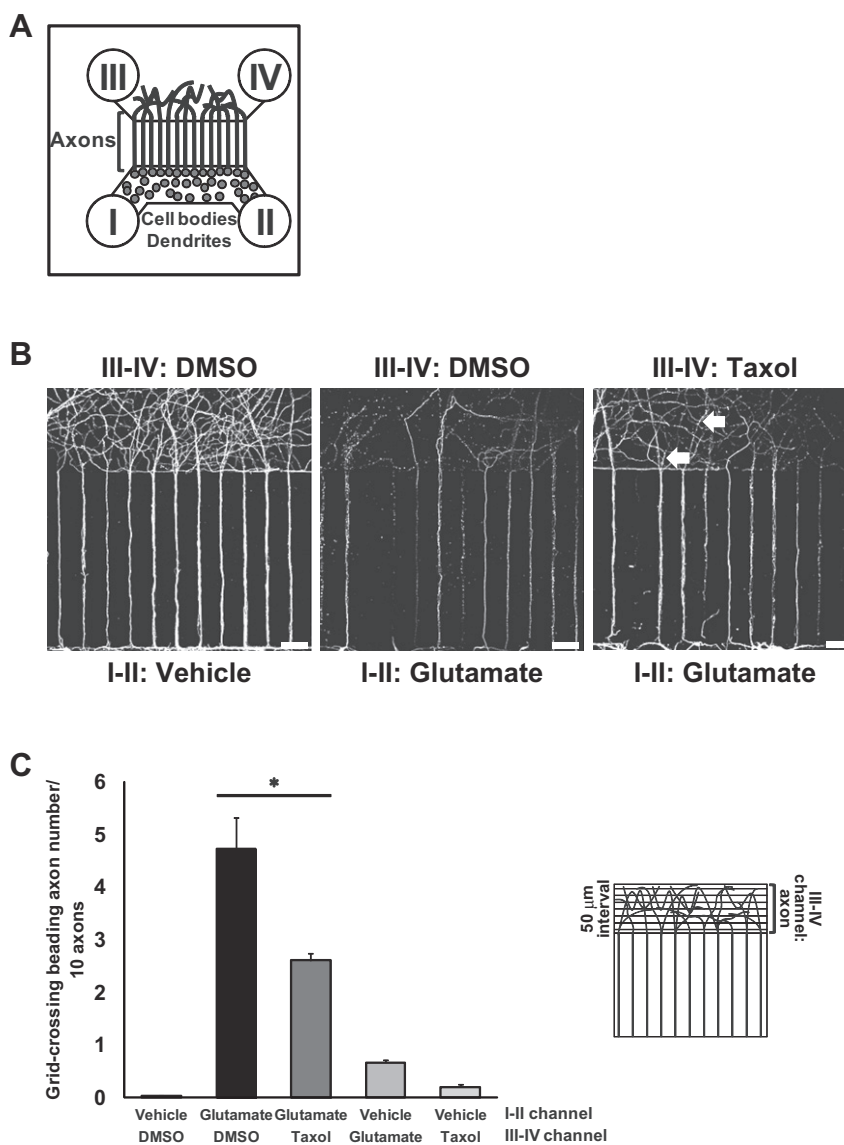 A
III
IV
Axons
I
II
Cell bodies
Dendrites
B
III-IV: DMSO
III-IV: DMSO
III-IV: Taxol
I-II: Vehicle
I-II: Glutamate
I-II: Glutamate
C
Grid-crossing beading axon number/
10 axons
6
5
4
3
2
1
0
*
Vehicle Glutamate Glutamate Vehicle Vehicle I-II channel
DMSO DMSO Taxol Glutamate Taxol III-IV channel
50 μm
interval
III-IV
channel:
axon